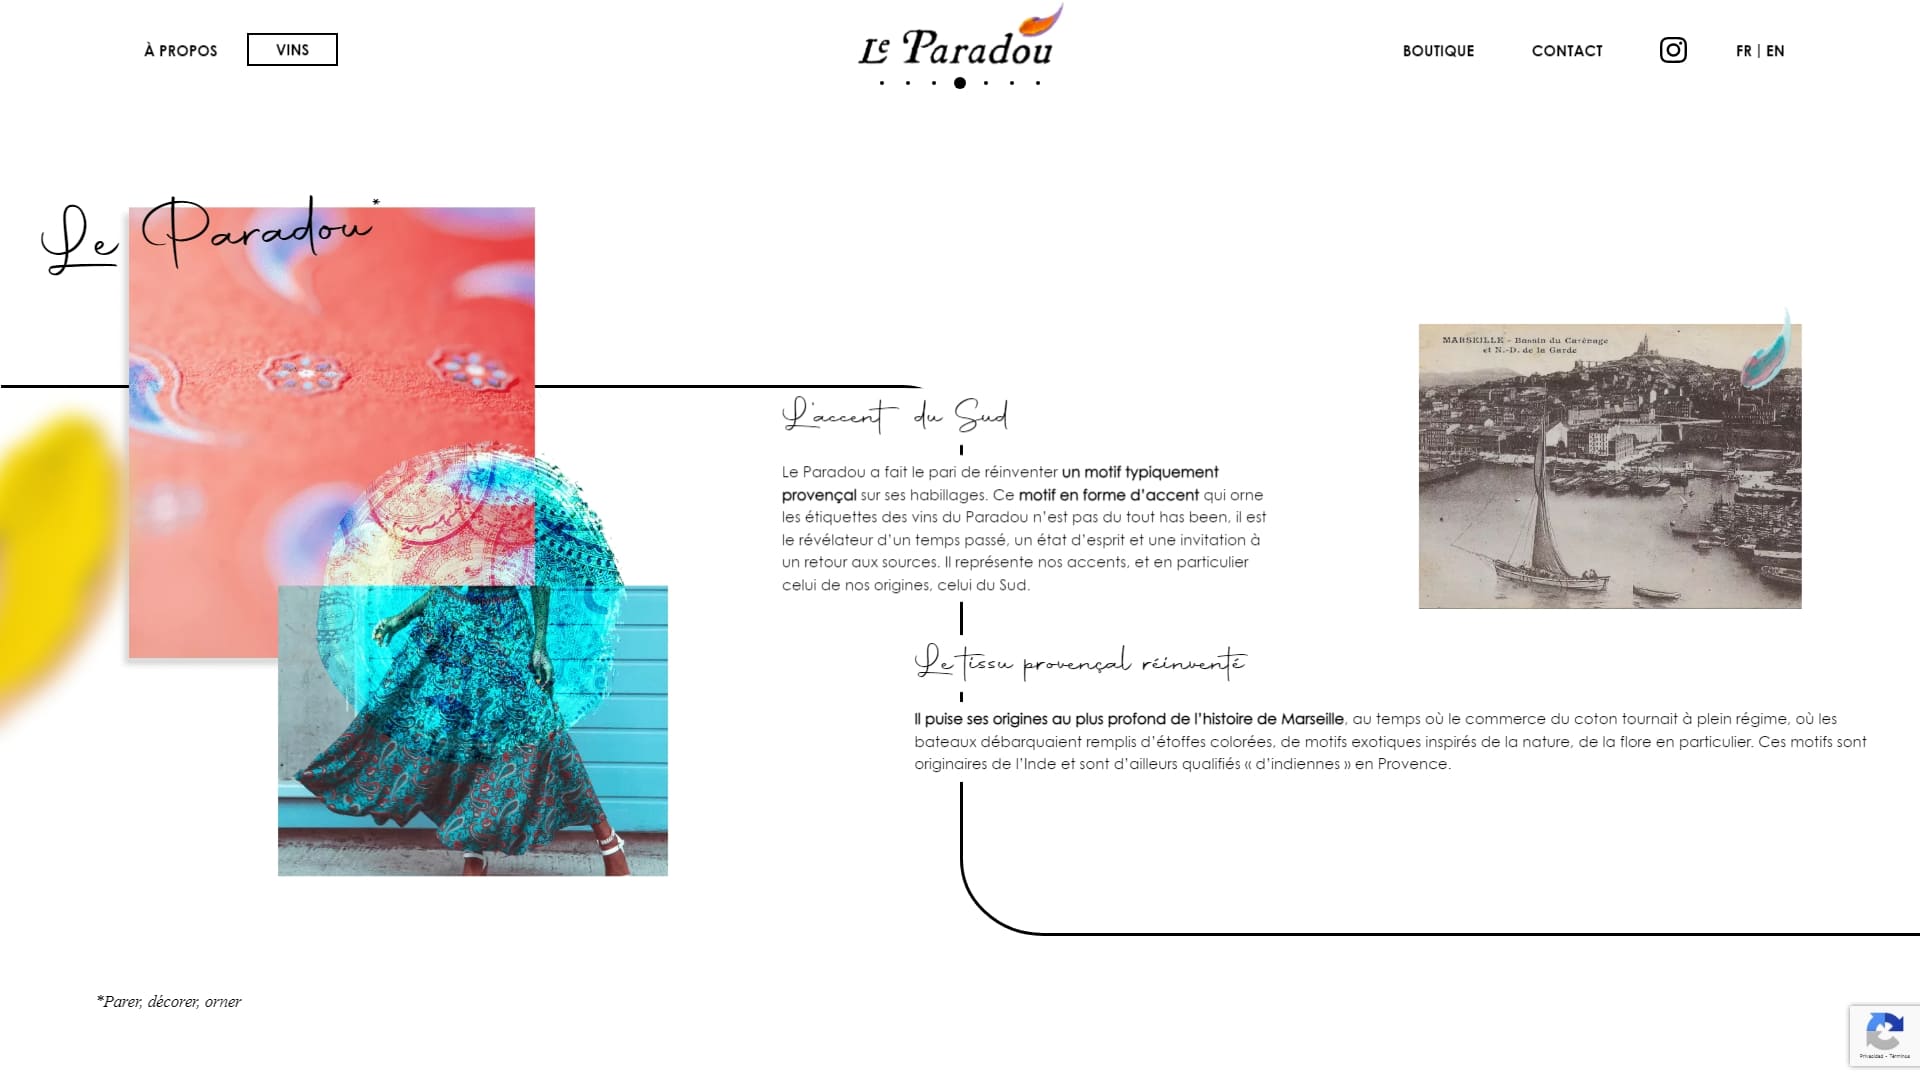 À PROPOS
VINS
Le Paradou
BOUTIQUE
CONTACT
FR | EN
Le Paradou*
MARSEILLE - Bassin du Carénage
et N.-D. de la Garde
L'accent du Sud
Le Paradou a fait le pari de réinventer un motif typiquement
provençal sur ses habillages. Ce motif en forme d’accent qui orne
les étiquettes des vins du Paradou n’est pas du tout has been, il est
le révélateur d’un temps passé, un état d’esprit et une invitation à
un retour aux sources. Il représente nos accents, et en particulier
celui de nos origines, celui du Sud.
Le tissu provençal réinventé
Il puise ses origines au plus profond de l’histoire de Marseille, au temps où le commerce du coton tournait à plein régime, où les
bateaux débarquaient remplis d’étoffes colorées, de motifs exotiques inspirés de la nature, de la flore en particulier. Ces motifs sont
originaires de l’Inde et sont d’ailleurs qualifiés « d’indiennes » en Provence.
*Parer, décorer, orner
Privacidad - Términos